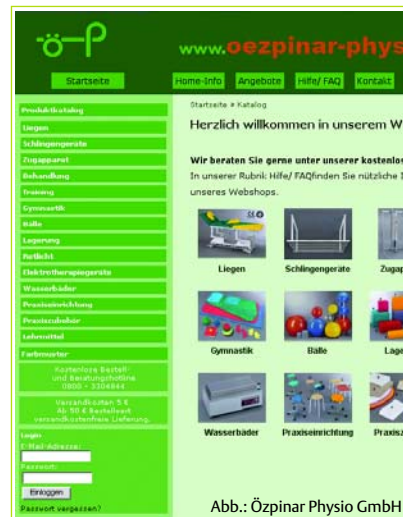 ö-p
www.oezpinar-phys
Startseite
Home-Info Angebote Hilfe/ FAQ Kontakt
Produktkatalog
Liegen
Schlingengeräte
Zugapparat
Behandlung
Training
Gymnastik
Bälle
Lagerung
Rotlicht
Elektrotherapiegeräte
Wasserbäder
Praxiseinrichtung
Praxiszubehör
Lehrmittel
Farbmuster
Kostenlose Bestell-
und Beratungshotline
0800 - 3304844
Versandkosten 5 €
Ab 50 € Bestellwert
versandkostenfreie Lieferung.
Login
E-Mail-Adresse:
Passwort:
Einloggen
Passwort vergessen?
Startseite » Katalog
Herzlich willkommen in unserem W
Wir beraten Sie gerne unter unserer kostenlos
In unserer Rubrik Hilfe/ FAQfinden Sie nützliche I
unseres Webshops.
Liegen Schlingengeräte Zugapp
Gymnastik Bälle Lage
Wasserbäder Praxiseinrichtung Praxisz
Abb.: Özpinar Physio GmbH